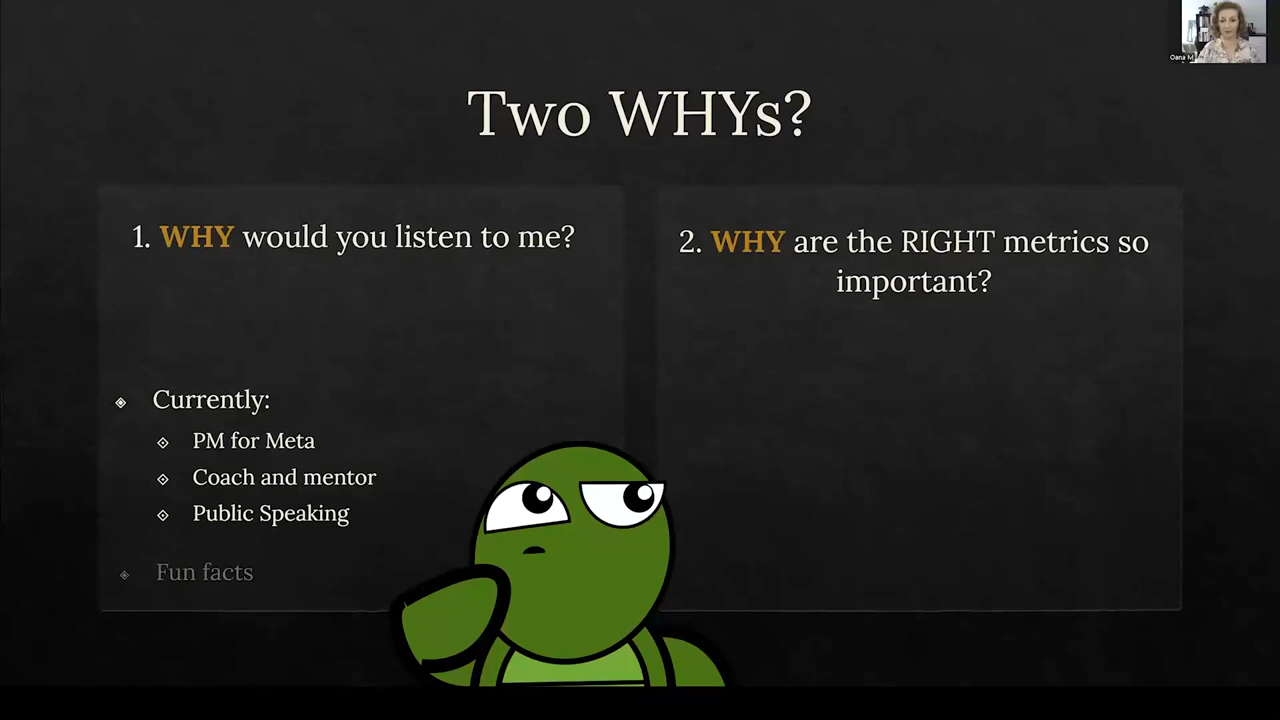 Oana M
Two WHYs?
1. WHY would you listen to me?
Currently:
PM for Meta
Coach and mentor
Public Speaking
Fun facts
2. WHY are the RIGHT metrics so
important?